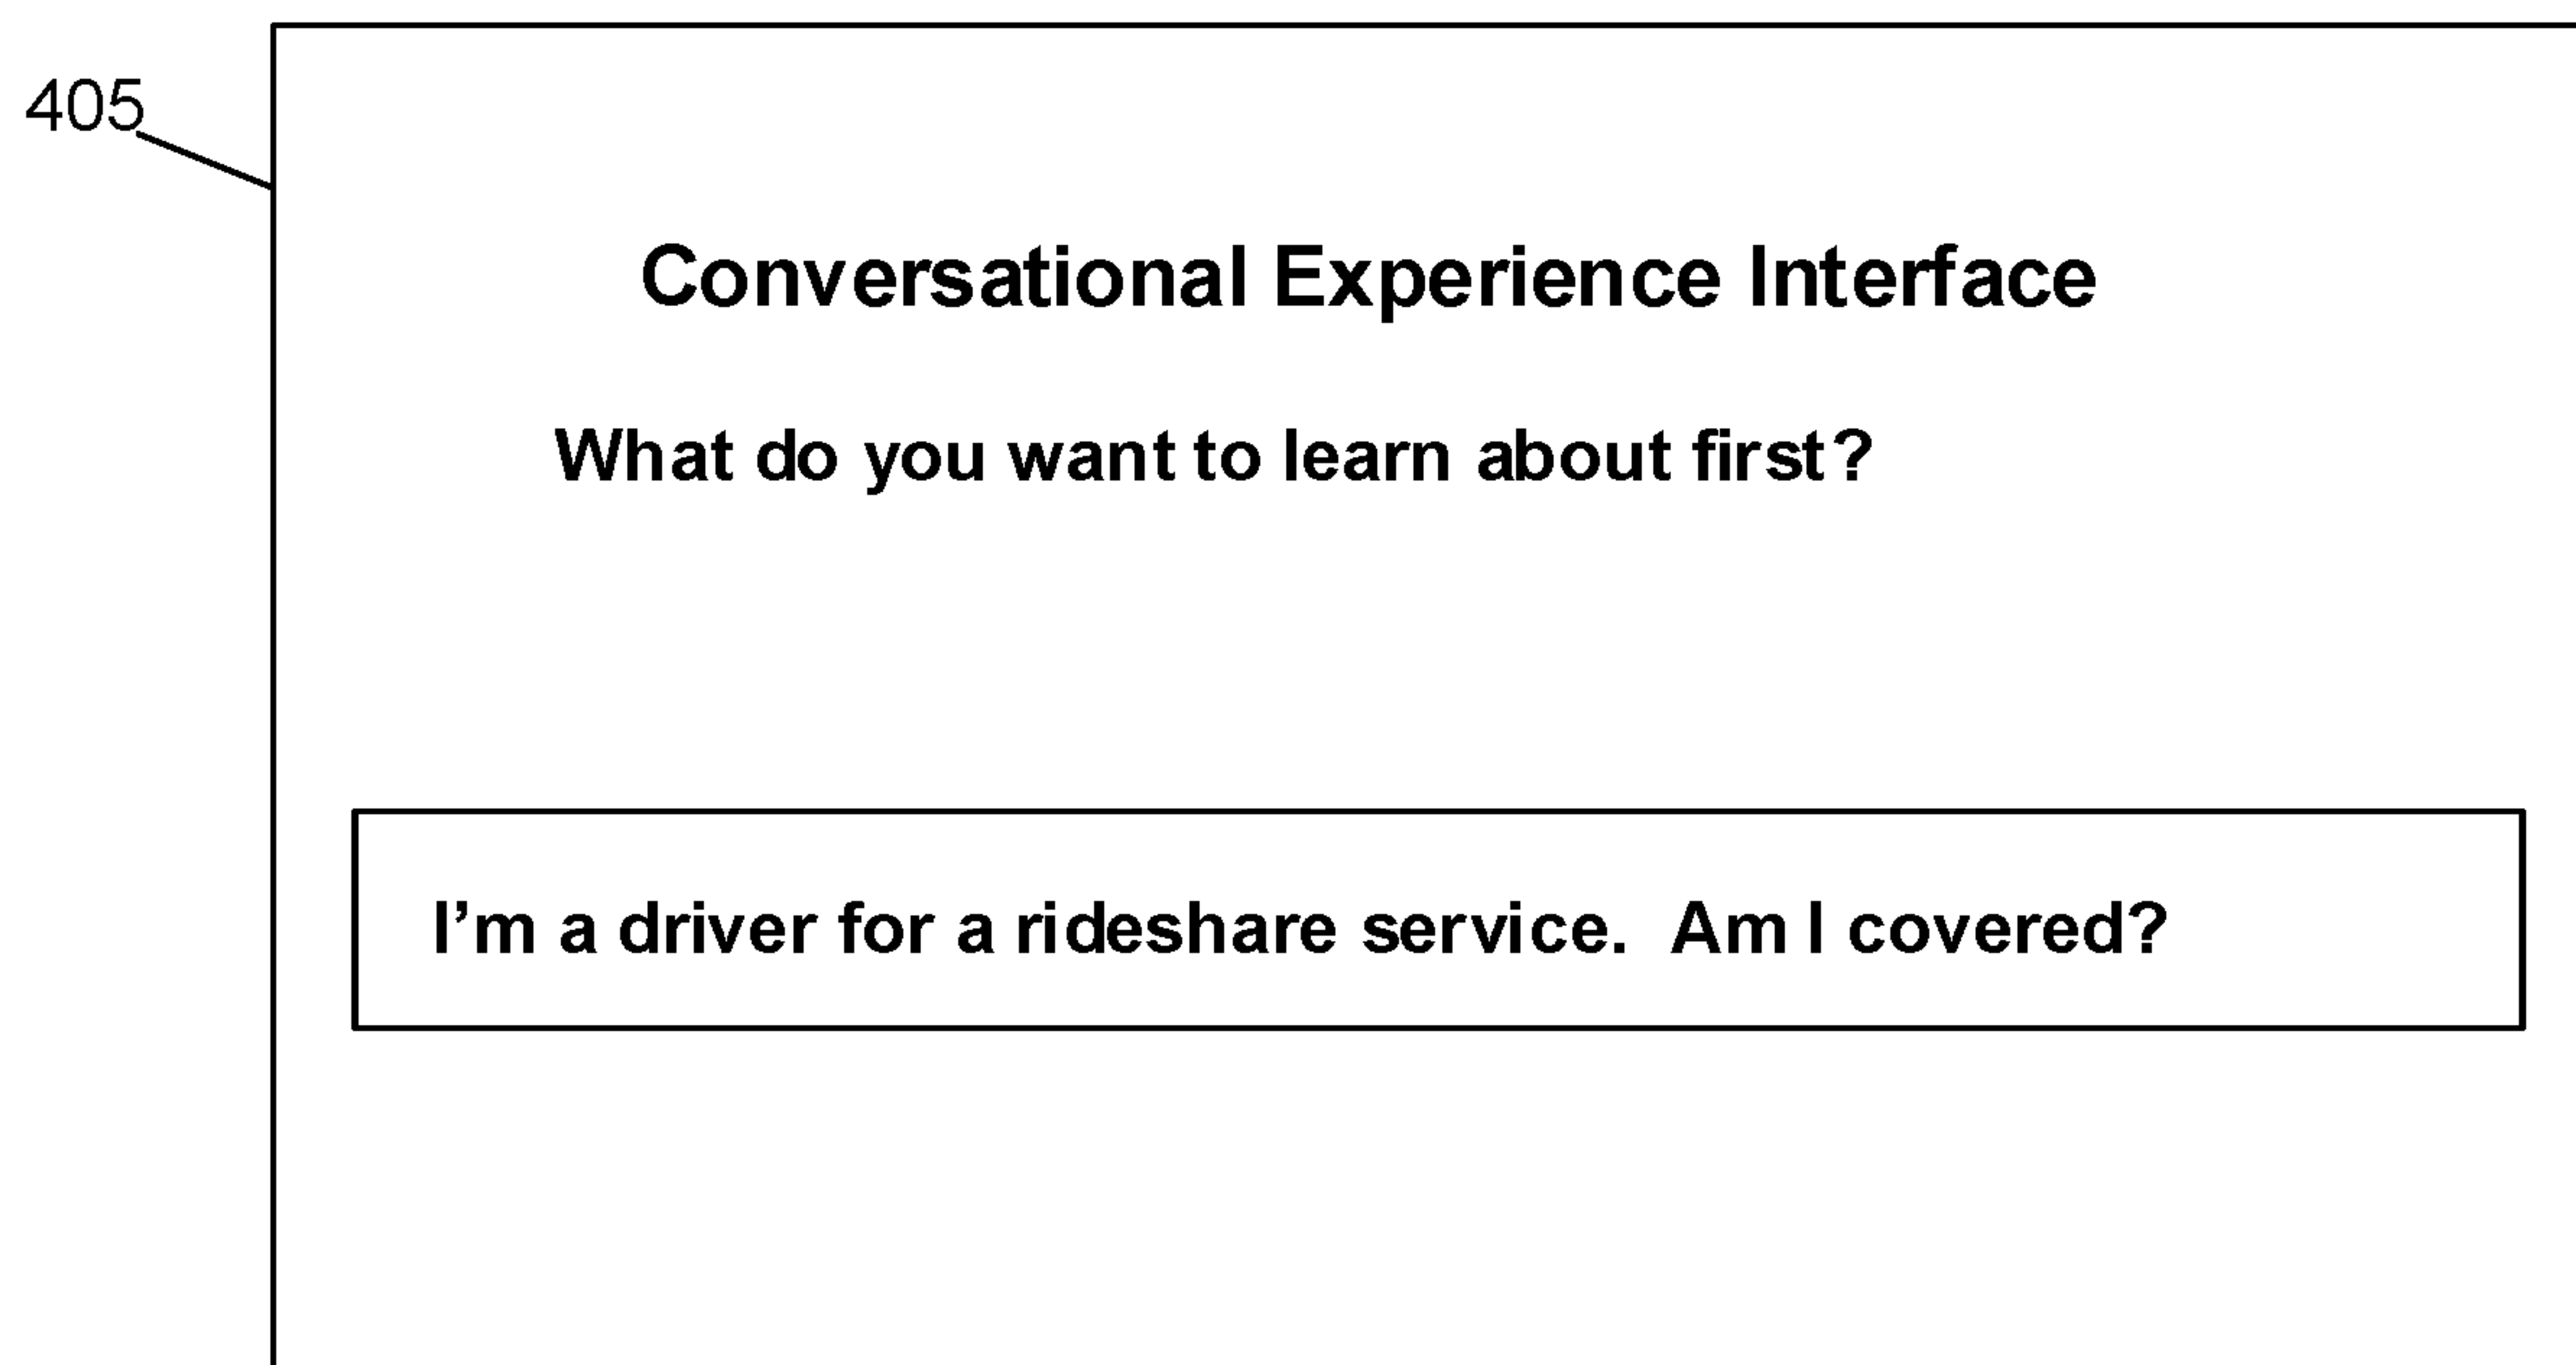 405
Conversational Experience Interface
What do you want to learn about first?
I’m a driver for a rideshare service.  Am I covered?